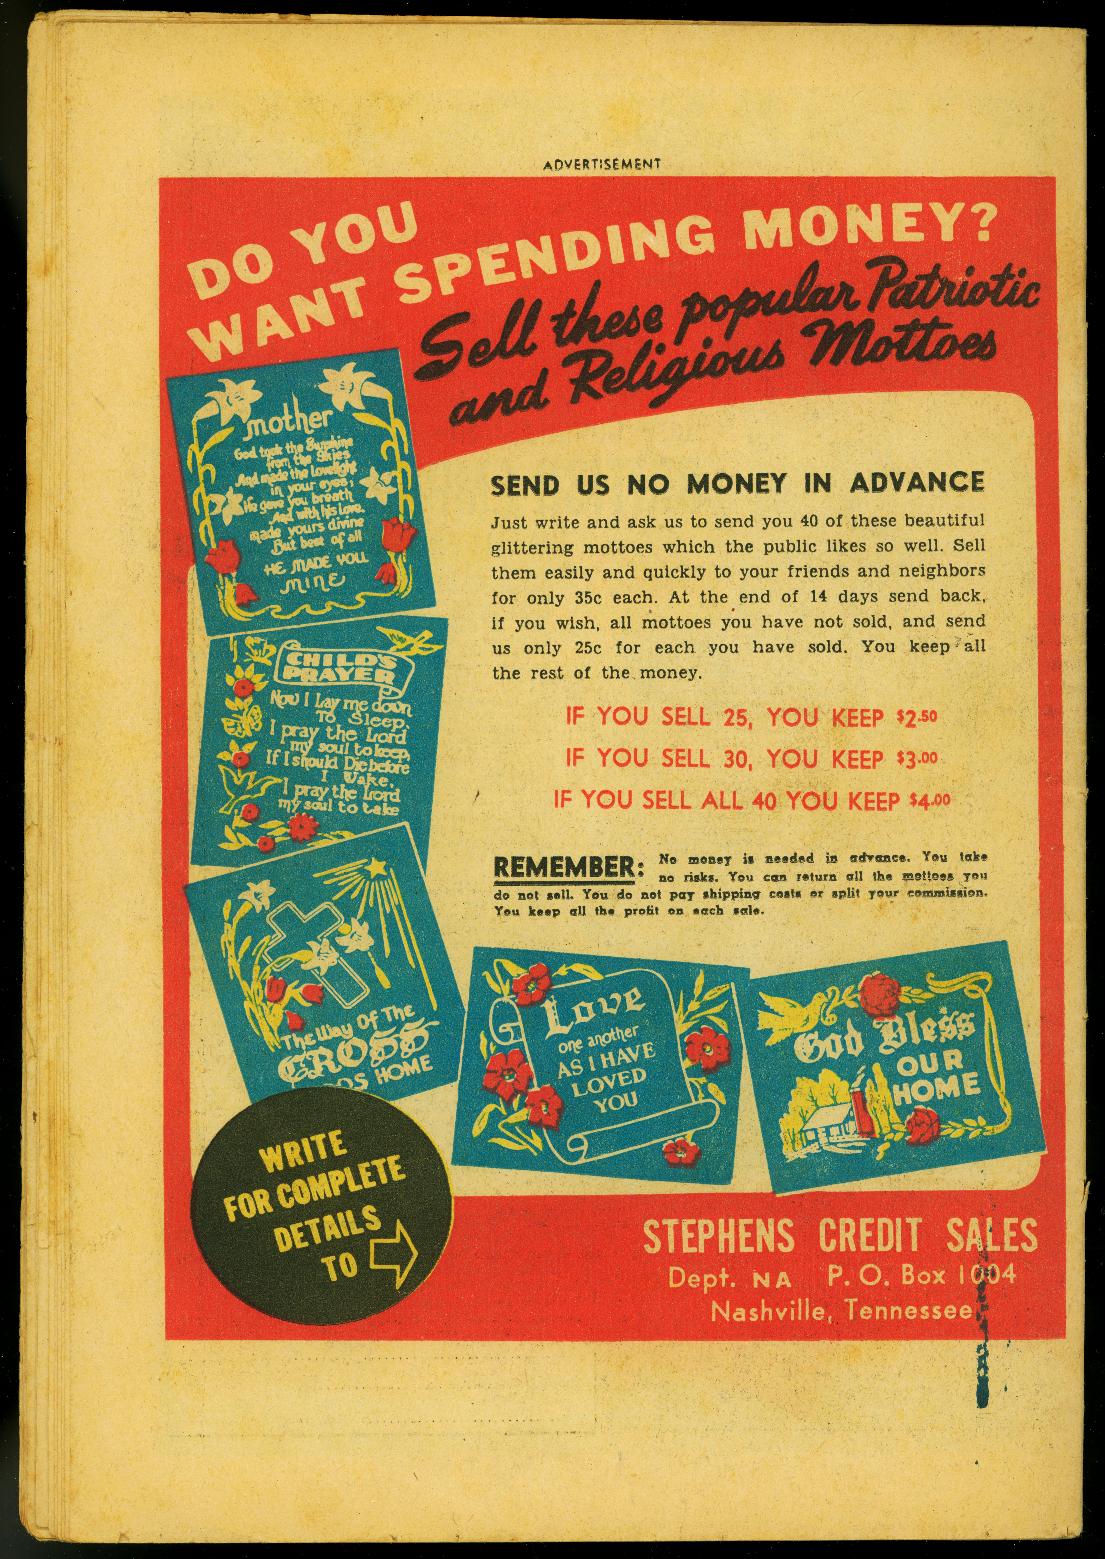 ADVERTISEMENT
DO YOU
WANT SPENDING MONEY?
Sell these popular Patriotic
and Religious Mottoes
mother
God took the Sunshine
from the Skies
And made the Lovelight
in your eyes;
He gave you breath
And with his Love
made yours divine
But best of all
HE MADE YOU
MINE
SEND US NO MONEY IN ADVANCE
Just write and ask us to send you 40 of these beautiful
glittering mottoes which the public likes so well. Sell
them easily and quickly to your friends and neighbors
for only 35c each. At the end of 14 days send back,
if you wish, all mottoes you have not sold, and send
us only 25c for each you have sold. You keep all
the rest of the money.
IF YOU SELL 25, YOU KEEP $2.50
IF YOU SELL 30, YOU KEEP $3.00
IF YOU SELL ALL 40 YOU KEEP $4.00
CHILD'S
PRAYER
Now I Lay me down
To Sleep,
I pray the Lord
my soul to keep,
If I should Die before
I Wake,
I pray the Lord
my soul to take
REMEMBER: No money is needed in advance. You take
no risks. You can return all the mottoes you
do not sell. You do not pay shipping costs or split your commission.
You keep all the profit on each sale.
The Way Of The
CROSS
DS HOME
Love
one another
AS I HAVE
LOVED
YOU
God Bless
OUR
HOME
WRITE
FOR COMPLETE
DETAILS
TO
STEPHENS CREDIT SALES
Dept. NA P. O. Box 1004
Nashville, Tennessee